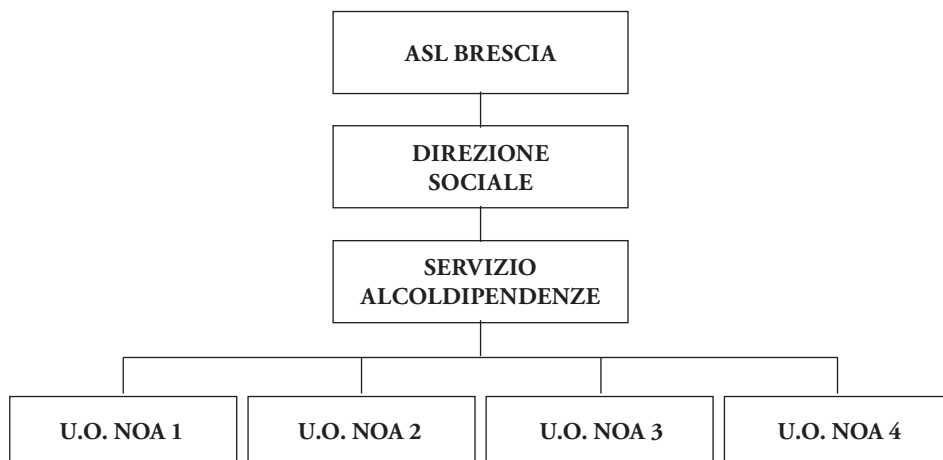 ASL BRESCIA
DIREZIONE
SOCIALE
SERVIZIO
ALCOLDIPENDENZE
U.O. NOA 1
U.O. NOA 2
U.O. NOA 3
U.O. NOA 4